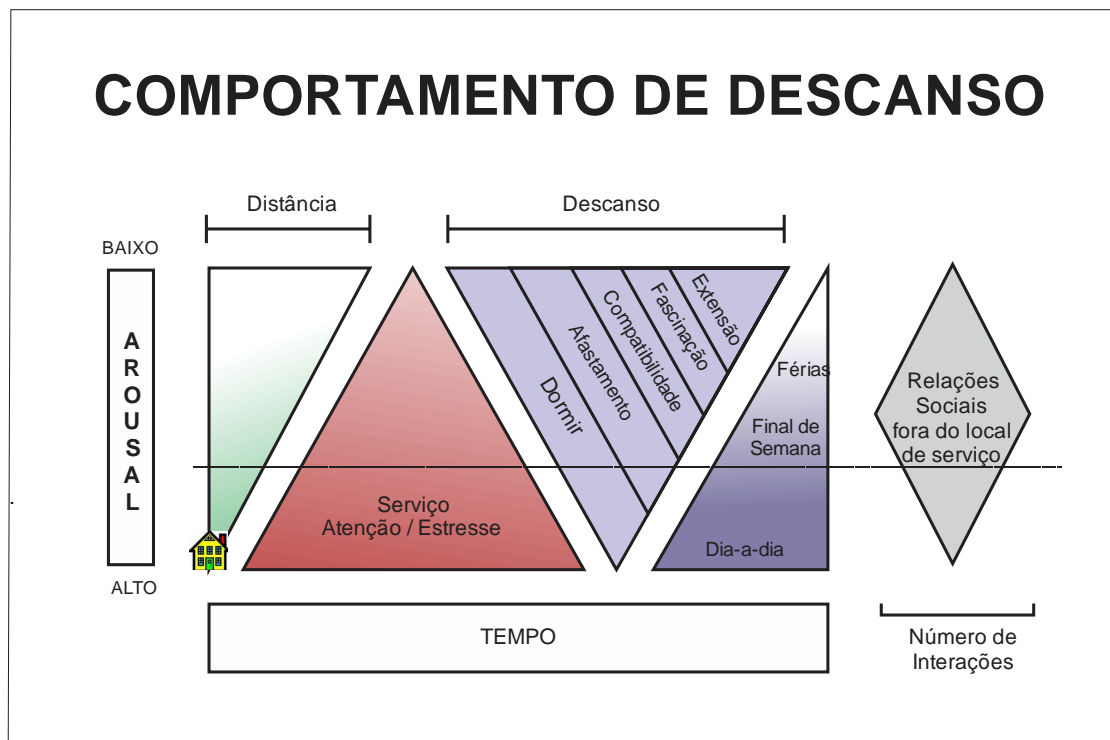 COMPORTAMENTO DE DESCANSO
Distância
Descanso
BAIXO
AROUSAL
ALTO
Serviço
Atenção / Estresse
Dormir
Afastamento
Compatibilidade
Fascinação
Extensão
Férias
Final de
Semana
Dia-a-dia
Relações
Sociais
fora do local
de serviço
TEMPO
Número de
Interações